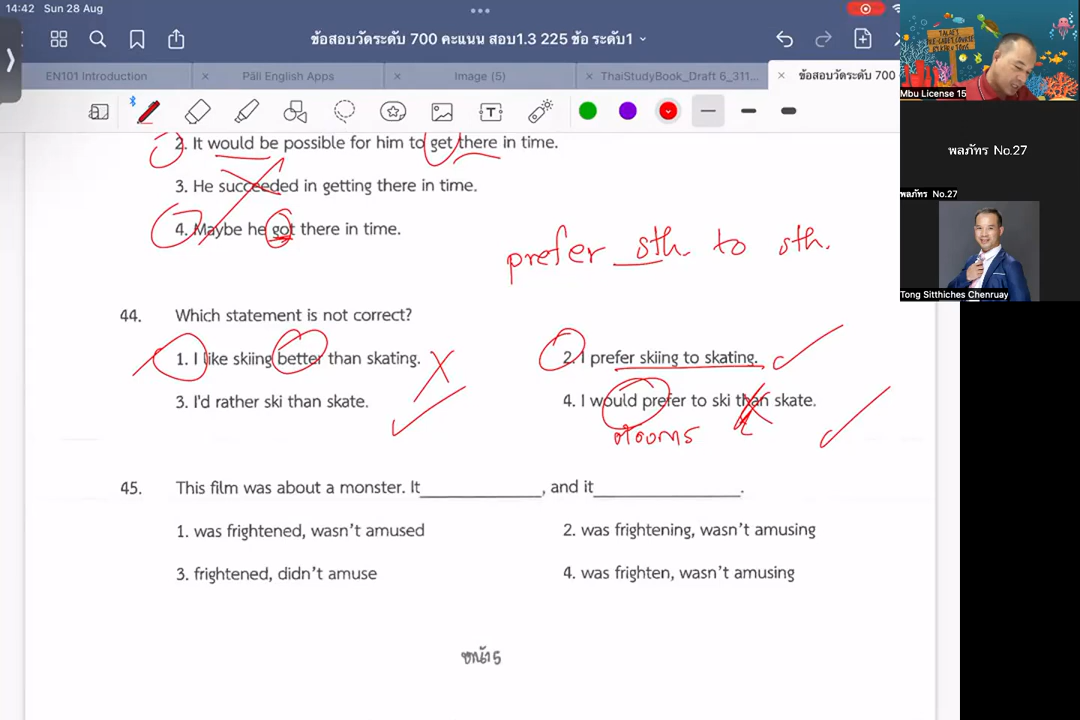 14:42 Sun 28 Aug
ข้อสอบวัดระดับ 700 คะแนน สอบ1.3 225 ข้อ ระดับ1
EN101 Introduction
Pāli English Apps
Image (5)
ThaiStudyBook_Draft 6_311...
ข้อสอบวัดระดับ 700
2. It would be possible for him to get there in time.
3. He succeeded in getting there in time.
4. Maybe he got there in time.
prefer sth. to sth.
44. Which statement is not correct?
1. I like skiing better than skating.
2. I prefer skiing to skating.
3. I'd rather ski than skate.
4. I would prefer to ski than skate.
ต้องการ
45. This film was about a monster. It____________, and it________________.
1. was frightened, wasn't amused
2. was frightening, wasn't amusing
3. frightened, didn't amuse
4. was frighten, wasn't amusing
หน้า 5
Mbu License 15
พลภัทร No.27
พลภัทร No.27
Tong Sitthiches Chenruay